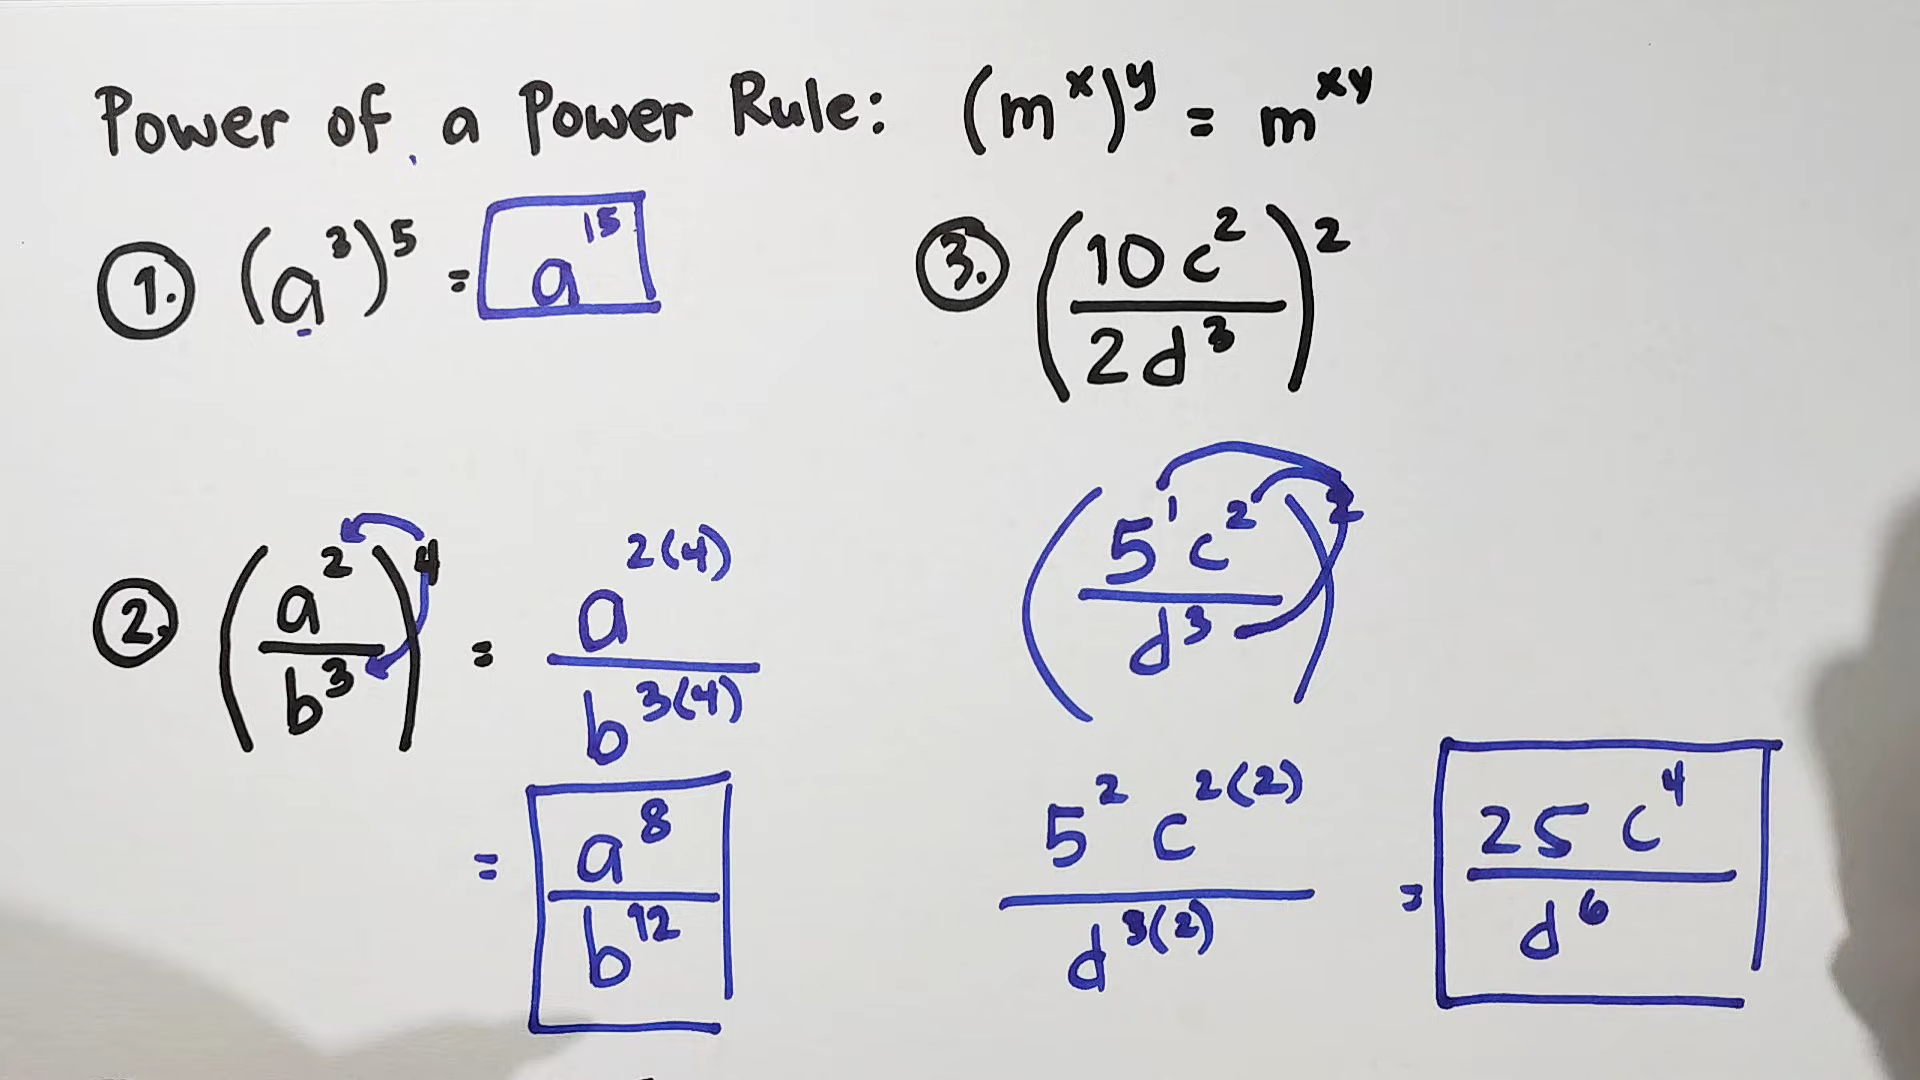 Power of a Power Rule: (m^x)^y = m^xy
1. (a^3)^5 = a^15
2. (a^2/b^3)^4 = a^2(4)/b^3(4)
= a^8/b^12
3. (10c^2/2d^3)^2
(5^1c^2/d^3)^2
5^2c^2(2)/d^3(2) = 25c^4/d^6